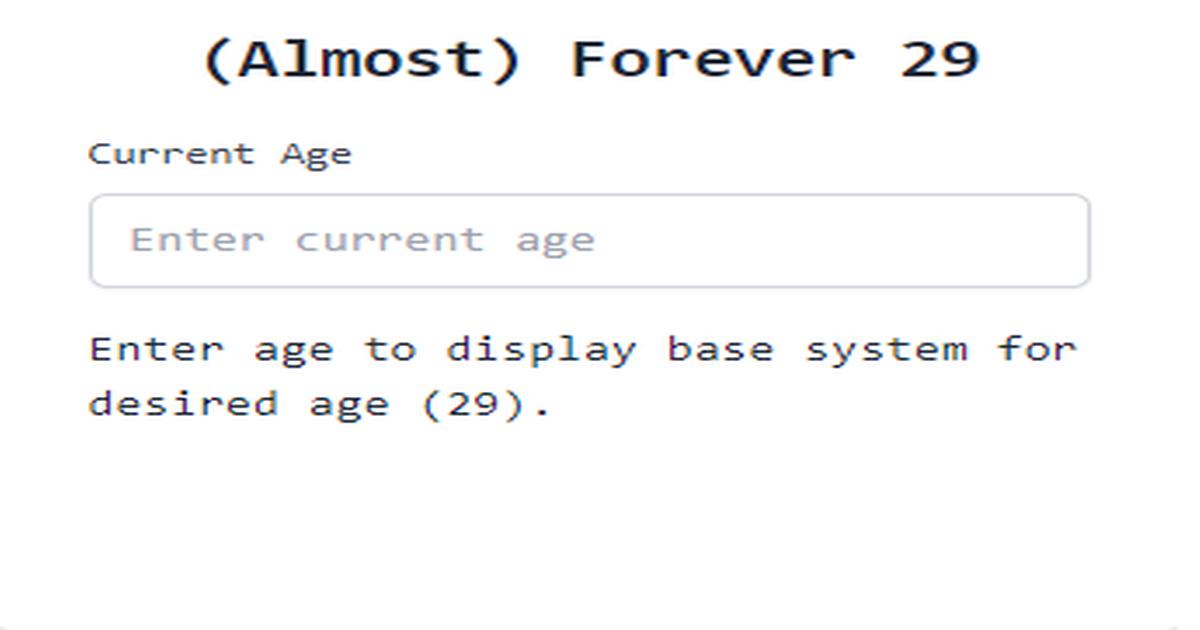 (Almost) Forever 29
Current Age
Enter current age
Enter age to display base system for
desired age (29).